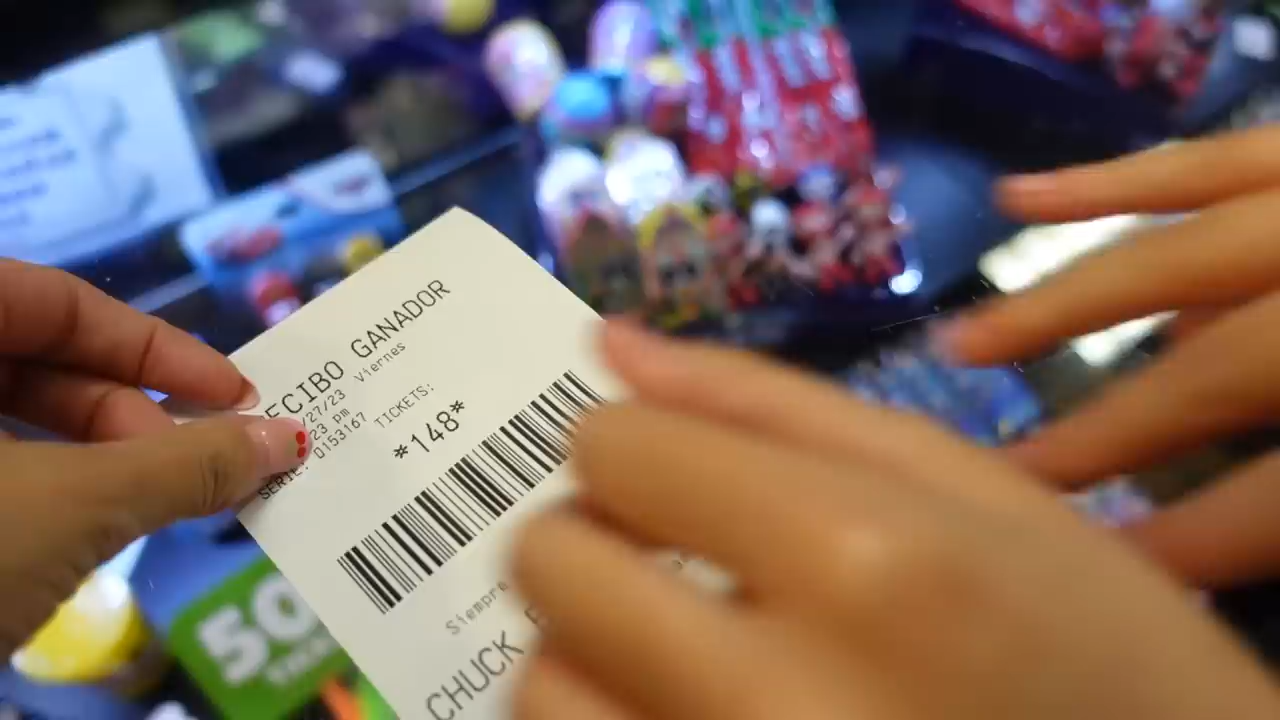 ECIBO GANADOR
/27/23 Viernes
23 pm
SERIE: 0153167
TICKETS:
*148*
Siempre
CHUCK E
50